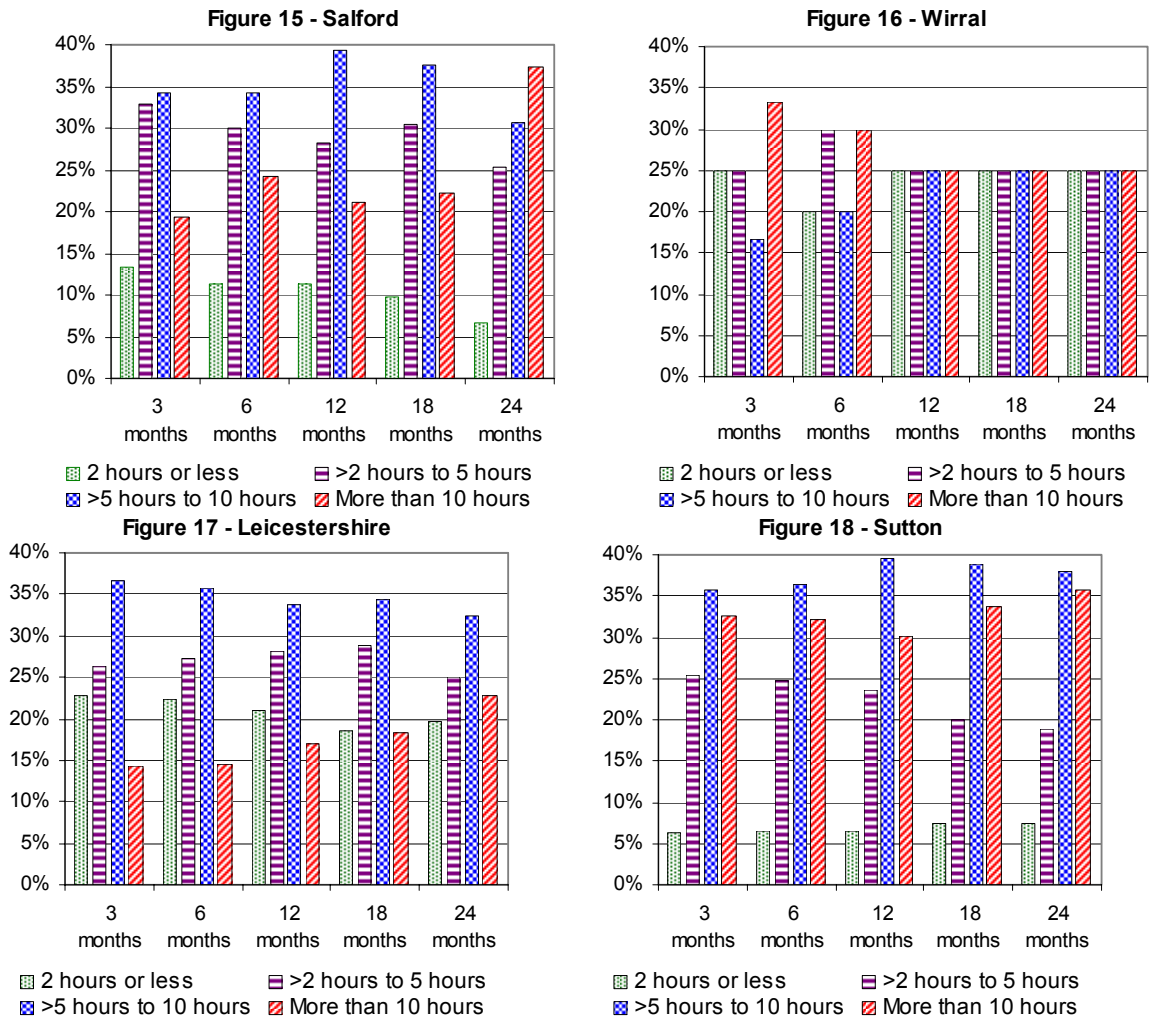 Figure 15 - Salford
40%
35%
30%
25%
20%
15%
10%
5%
0%
3 6 12 18 24
months months months months months
2 hours or less >2 hours to 5 hours
>5 hours to 10 hours More than 10 hours
Figure 16 - Wirral
40%
35%
30%
25%
20%
15%
10%
5%
0%
3 6 12 18 24
months months months months months
2 hours or less >2 hours to 5 hours
>5 hours to 10 hours More than 10 hours
Figure 17 - Leicestershire
40%
35%
30%
25%
20%
15%
10%
5%
0%
3 6 12 18 24
months months months months months
2 hours or less >2 hours to 5 hours
>5 hours to 10 hours More than 10 hours
Figure 18 - Sutton
40%
35%
30%
25%
20%
15%
10%
5%
0%
3 6 12 18 24
months months months months months
2 hours or less >2 hours to 5 hours
>5 hours to 10 hours More than 10 hours